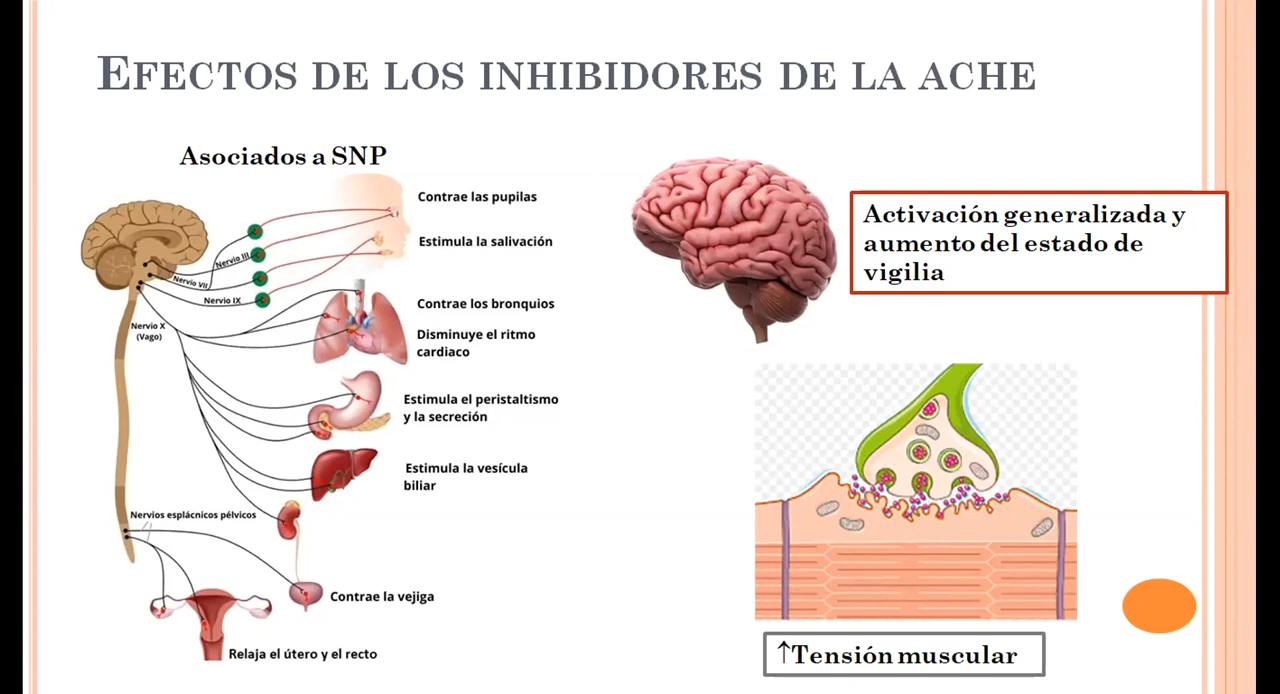 EFECTOS DE LOS INHIBIDORES DE LA ACHE
Asociados a SNP
Contrae las pupilas
Estimula la salivación
Nervio III
Nervio VII
Nervio IX
Nervio X
(Vago)
Contrae los bronquios
Disminuye el ritmo
cardiaco
Estimula el peristaltismo
y la secreción
Estimula la vesícula
biliar
Nervios esplácnicos pélvicos
Contrae la vejiga
Relaja el útero y el recto
Activación generalizada y
aumento del estado de
vigilia
↑Tensión muscular